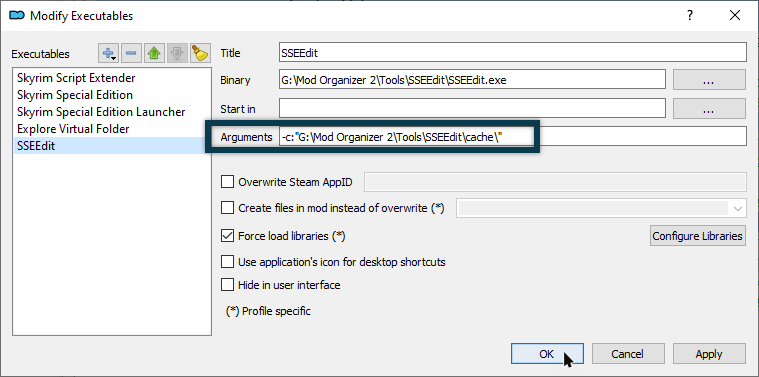 Modify Executables
Executables
Skyrim Script Extender
Skyrim Special Edition
Skyrim Special Edition Launcher
Explore Virtual Folder
SSEEdit
Title SSEEdit
Binary G:\Mod Organizer 2\Tools\SSEEdit\SSEEdit.exe ...
Start in ...
Arguments -c:"G:\Mod Organizer 2\Tools\SSEEdit\cache\"
Overwrite Steam AppID
Create files in mod instead of overwrite (*)
Force load libraries (*) Configure Libraries
Use application's icon for desktop shortcuts
Hide in user interface
(*) Profile specific
OK Cancel Apply